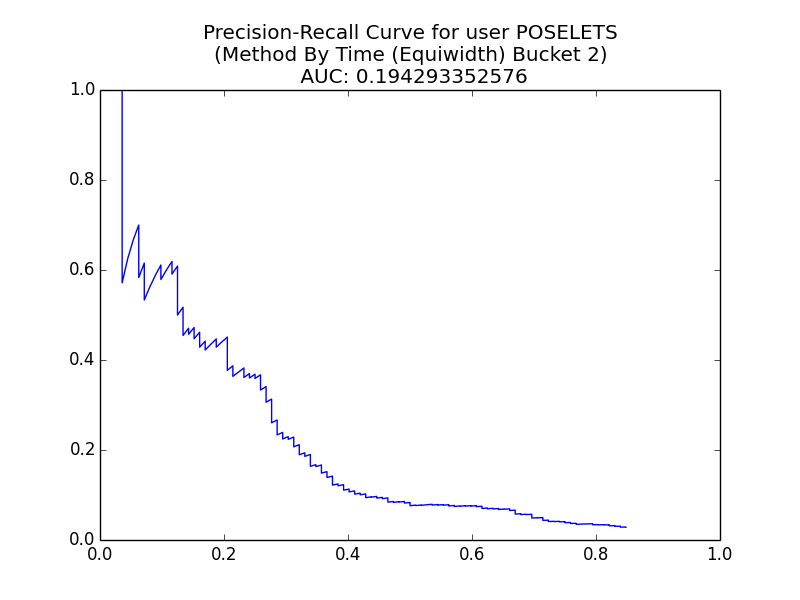 Precision-Recall Curve for user POSELETS
(Method By Time (Equiwidth) Bucket 2)
AUC: 0.194293352576
1.0
0.8
0.6
0.4
0.2
0.0
0.0 0.2 0.4 0.6 0.8 1.0